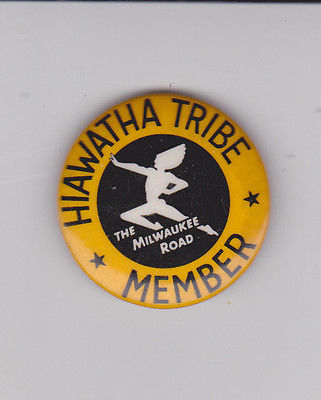 HIAWATHA TRIBE
THE
MILWAUKEE
ROAD
MEMBER